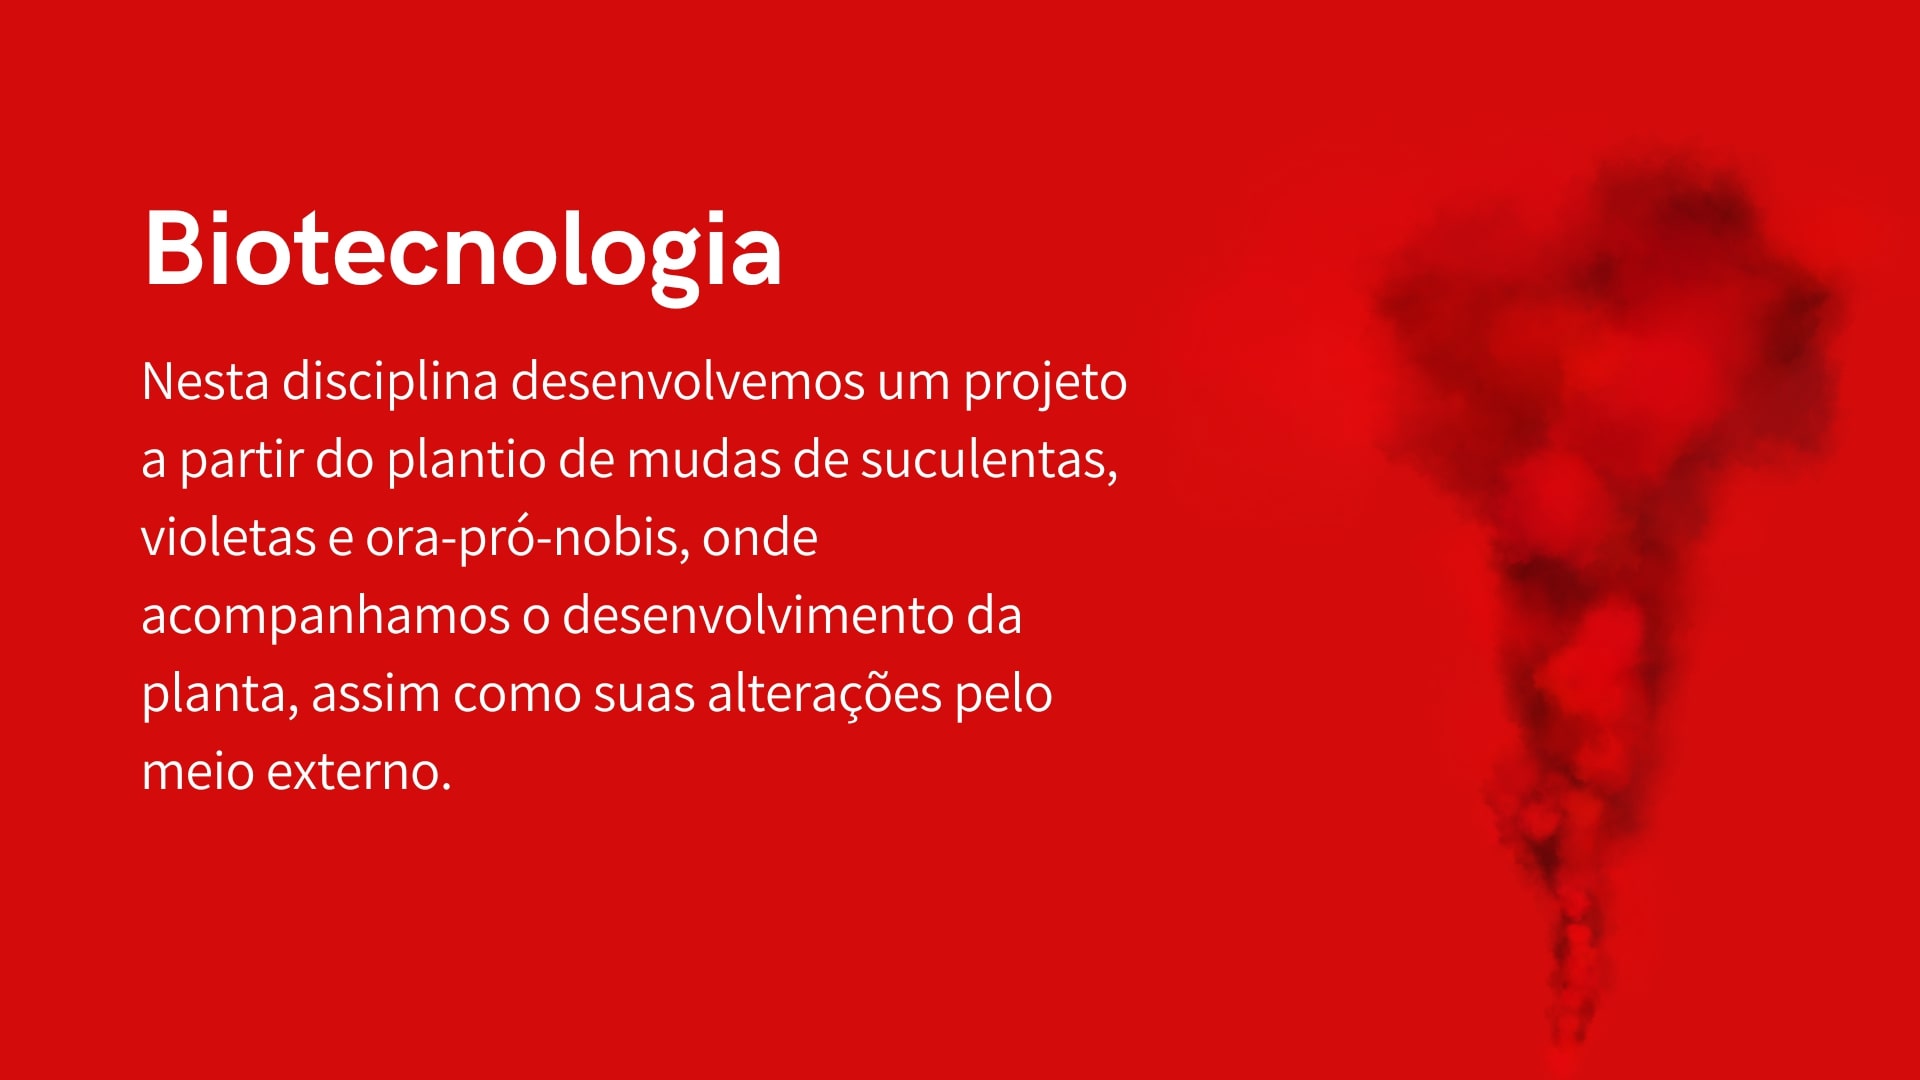 Biotecnologia
Nesta disciplina desenvolvemos um projeto
a partir do plantio de mudas de suculentas,
violetas e ora-pró-nobis, onde
acompanhamos o desenvolvimento da
planta, assim como suas alterações pelo
meio externo.